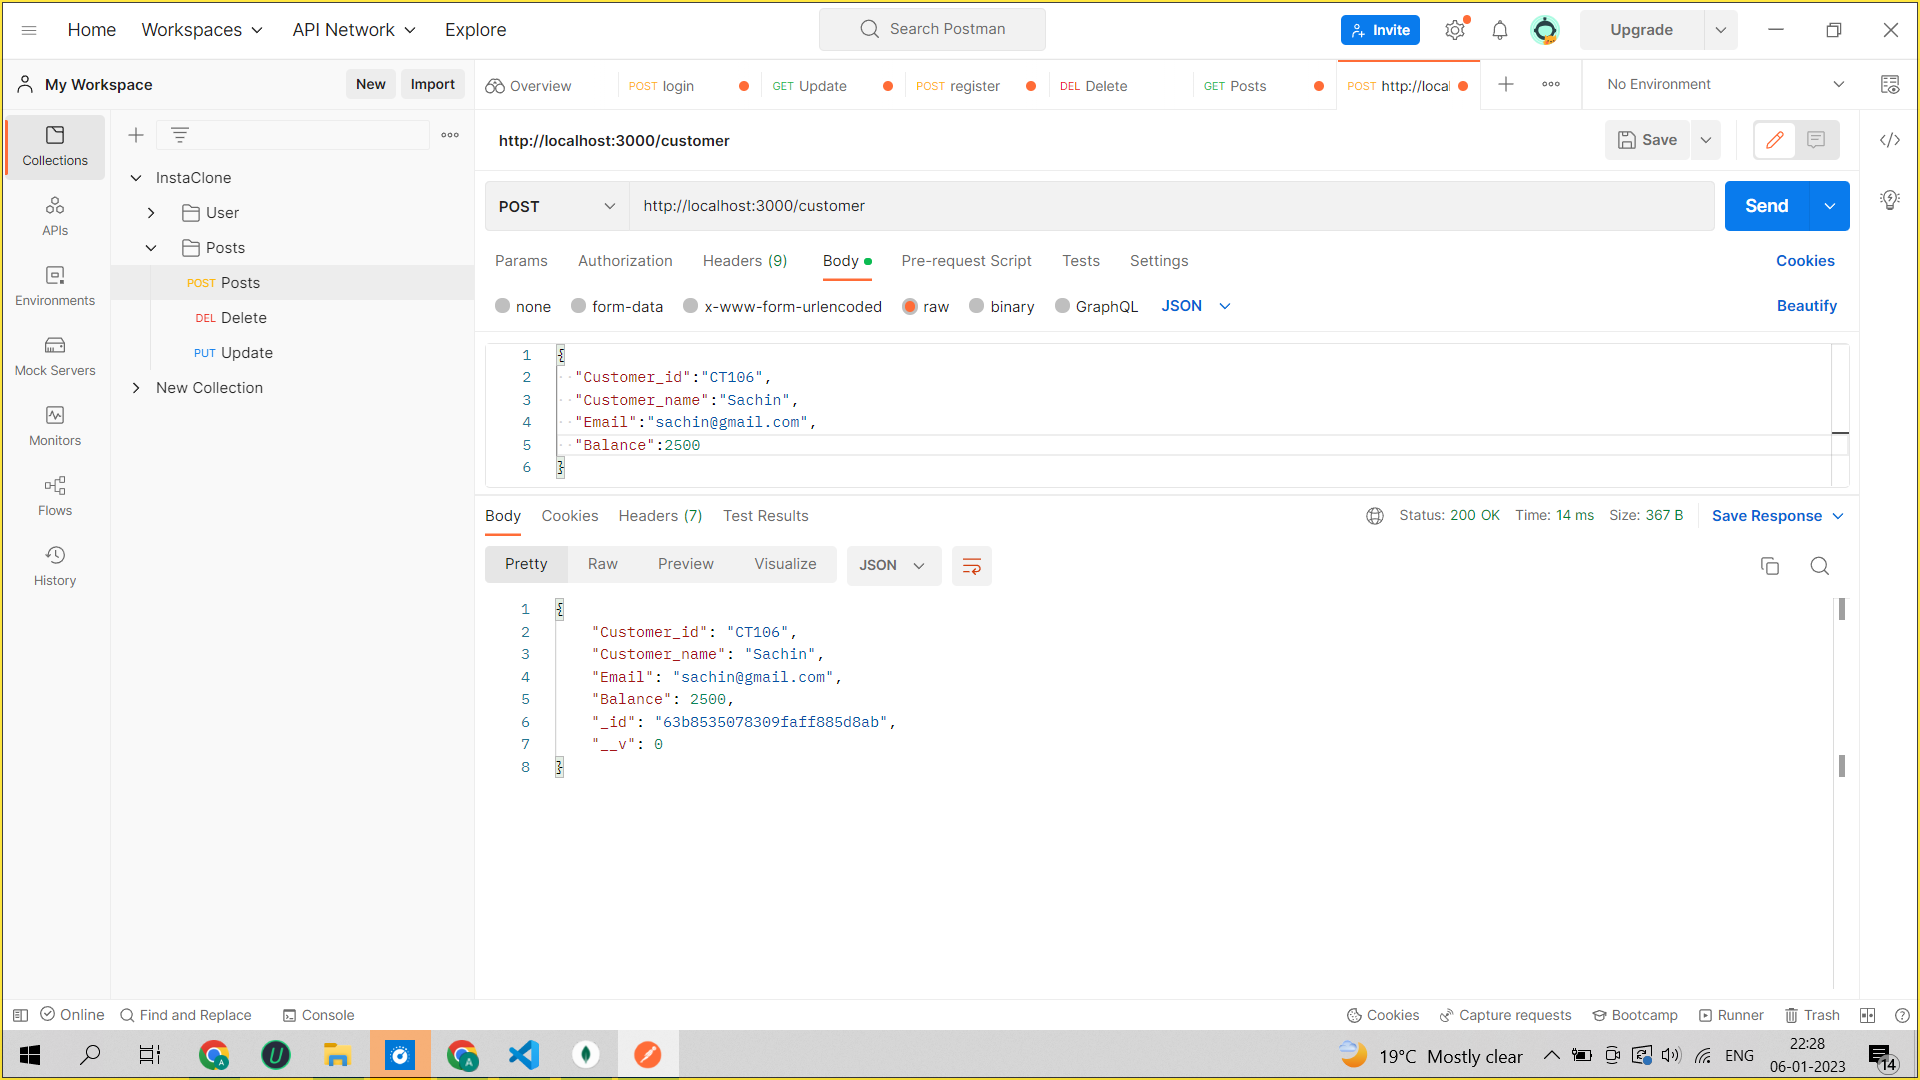 Home Workspaces API Network Explore Search Postman Invite Upgrade
My Workspace New Import Overview POST login GET Update POST register DEL Delete GET Posts POST http://local No Environment
Collections
APIs
Environments
Mock Servers
Monitors
Flows
History
InstaClone
User
Posts
POST Posts
DEL Delete
PUT Update
New Collection
http://localhost:3000/customer Save
POST http://localhost:3000/customer Send
Params Authorization Headers (9) Body Pre-request Script Tests Settings Cookies
none form-data x-www-form-urlencoded raw binary GraphQL JSON Beautify
1 {
2 "Customer_id":"CT106",
3 "Customer_name":"Sachin",
4 "Email":"sachin@gmail.com",
5 "Balance":2500
6 }
Body Cookies Headers (7) Test Results Status: 200 OK Time: 14 ms Size: 367 B Save Response
Pretty Raw Preview Visualize JSON
1 {
2 "Customer_id": "CT106",
3 "Customer_name": "Sachin",
4 "Email": "sachin@gmail.com",
5 "Balance": 2500,
6 "_id": "63b8535078309faff885d8ab",
7 "__v": 0
8 }
Online Find and Replace Console Cookies Capture requests Bootcamp Runner Trash
19°C Mostly clear ENG 22:28
06-01-2023 14